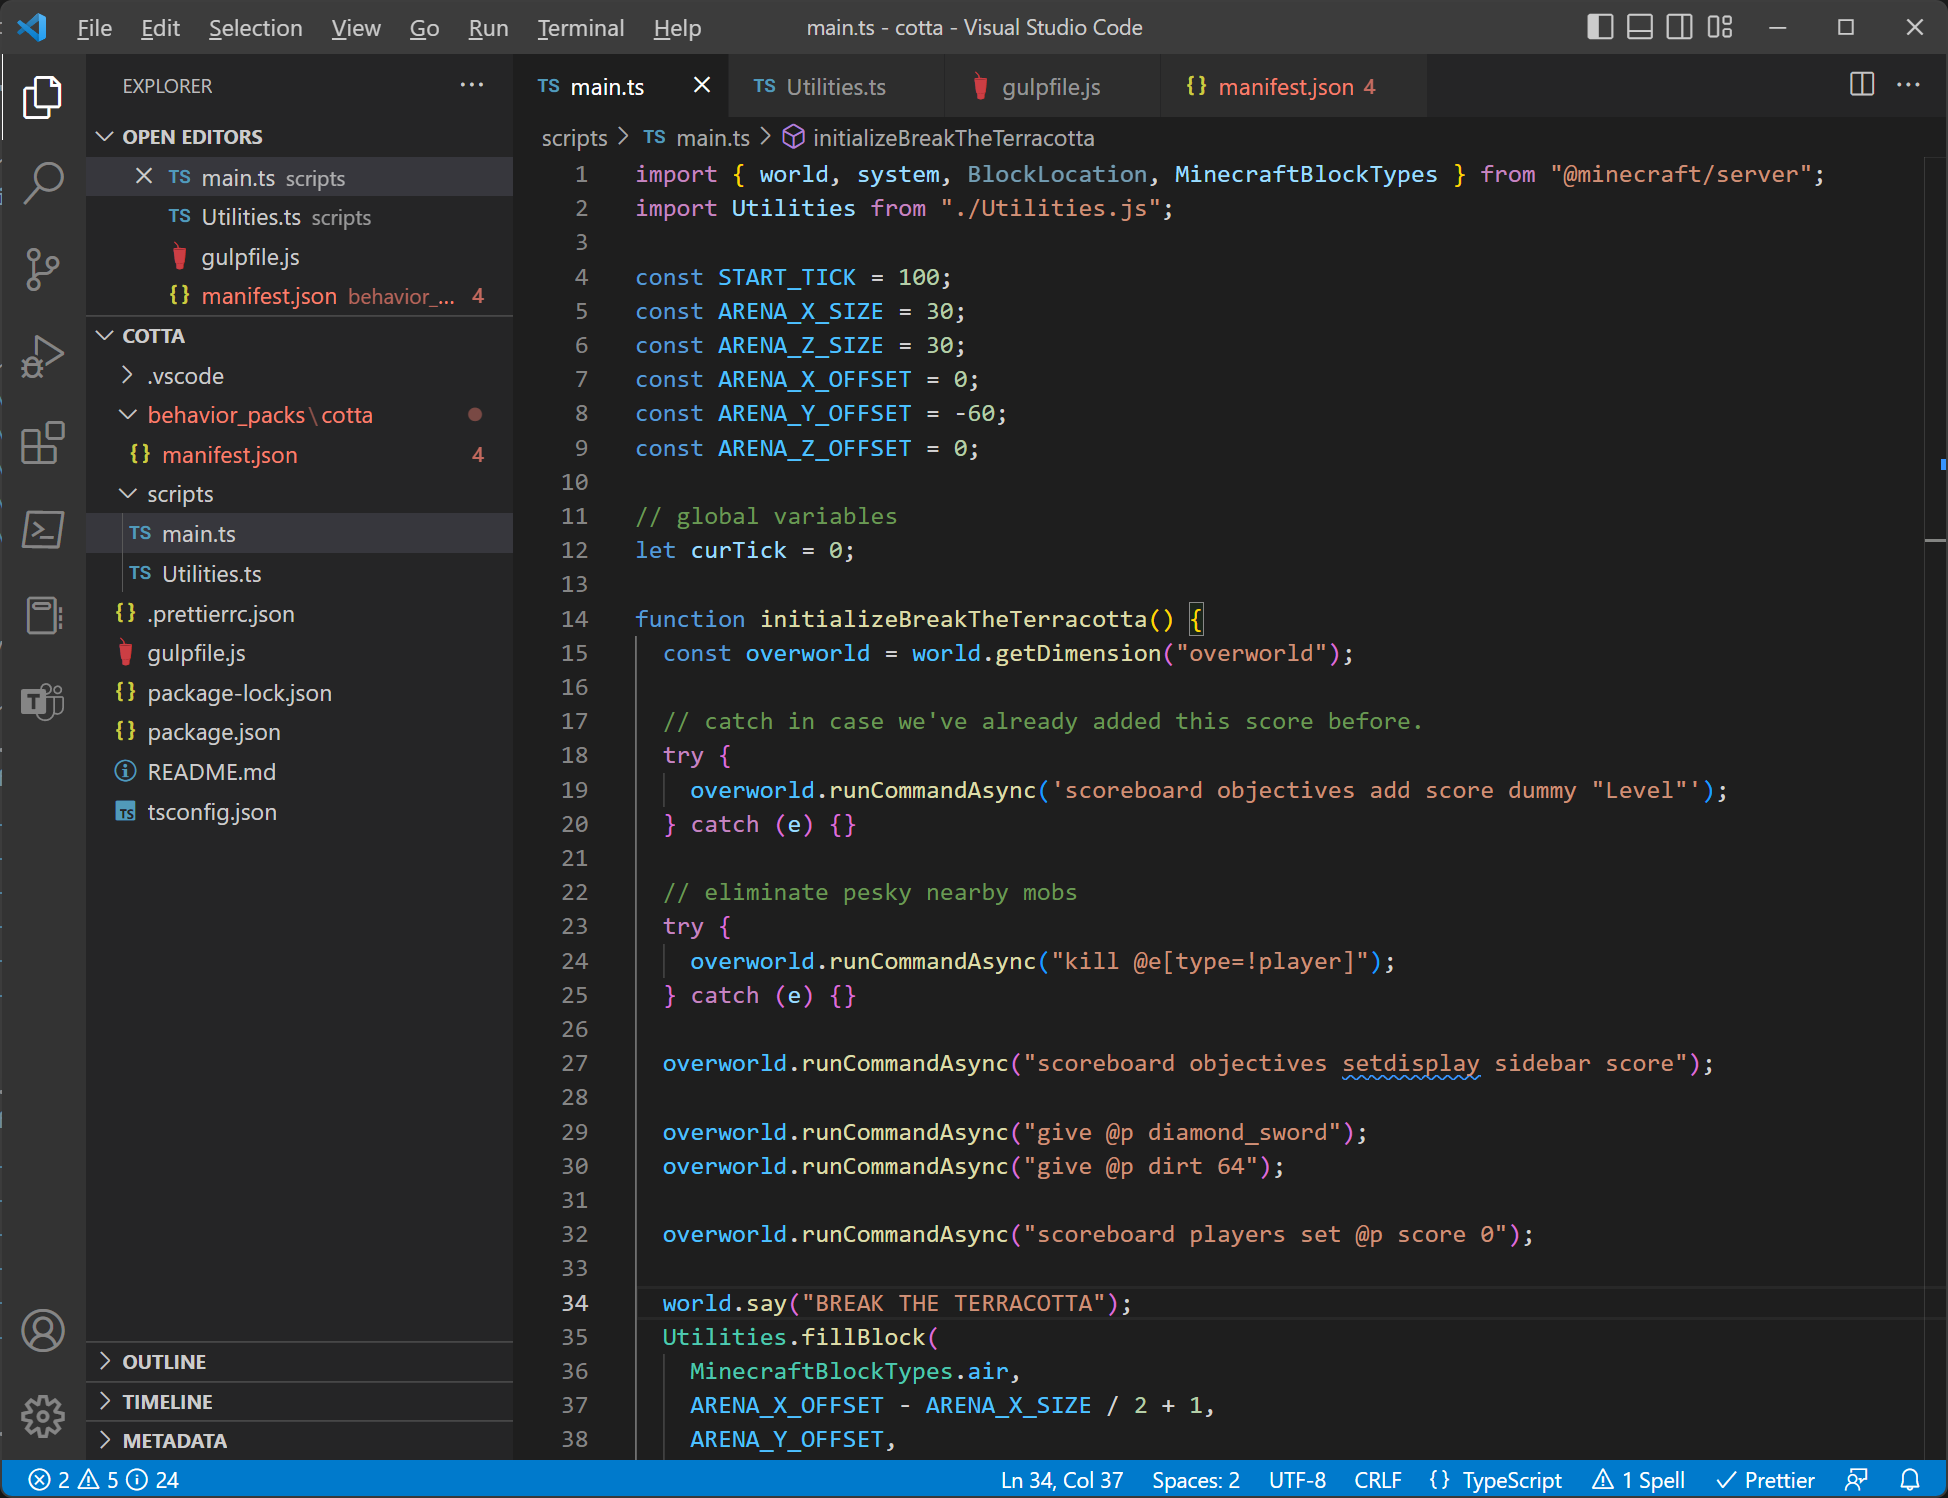 File Edit Selection View Go Run Terminal Help main.ts - cotta - Visual Studio Code
EXPLORER
OPEN EDITORS
TS main.ts scripts
TS Utilities.ts scripts
gulpfile.js
{} manifest.json behavior_... 4
COTTA
.vscode
behavior_packs\cotta
{} manifest.json 4
scripts
TS main.ts
TS Utilities.ts
{} .prettierrc.json
gulpfile.js
{} package-lock.json
{} package.json
README.md
TS tsconfig.json
OUTLINE
TIMELINE
METADATA
TS main.ts TS Utilities.ts gulpfile.js {} manifest.json 4
scripts > TS main.ts > initializeBreakTheTerracotta
1 import { world, system, BlockLocation, MinecraftBlockTypes } from "@minecraft/server";
2 import Utilities from "./Utilities.js";
3
4 const START_TICK = 100;
5 const ARENA_X_SIZE = 30;
6 const ARENA_Z_SIZE = 30;
7 const ARENA_X_OFFSET = 0;
8 const ARENA_Y_OFFSET = -60;
9 const ARENA_Z_OFFSET = 0;
10
11 // global variables
12 let curTick = 0;
13
14 function initializeBreakTheTerracotta() {
15 const overworld = world.getDimension("overworld");
16
17 // catch in case we've already added this score before.
18 try {
19 overworld.runCommandAsync('scoreboard objectives add score dummy "Level"');
20 } catch (e) {}
21
22 // eliminate pesky nearby mobs
23 try {
24 overworld.runCommandAsync("kill @e[type=!player]");
25 } catch (e) {}
26
27 overworld.runCommandAsync("scoreboard objectives setdisplay sidebar score");
28
29 overworld.runCommandAsync("give @p diamond_sword");
30 overworld.runCommandAsync("give @p dirt 64");
31
32 overworld.runCommandAsync("scoreboard players set @p score 0");
33
34 world.say("BREAK THE TERRACOTTA");
35 Utilities.fillBlock(
36 MinecraftBlockTypes.air,
37 ARENA_X_OFFSET - ARENA_X_SIZE / 2 + 1,
38 ARENA_Y_OFFSET,
2 5 24 Ln 34, Col 37 Spaces: 2 UTF-8 CRLF {} TypeScript 1 Spell Prettier